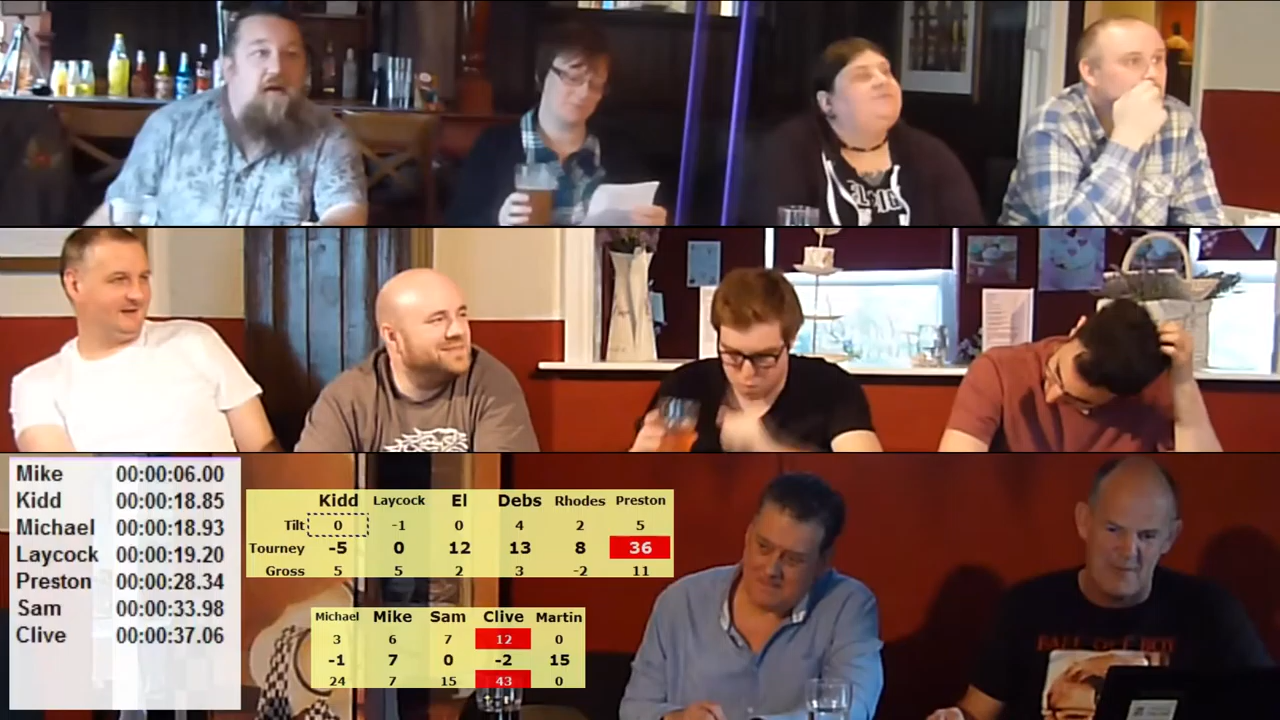 Mike 00:00:06.00
Kidd 00:00:18.85
Michael 00:00:18.93
Laycock 00:00:19.20
Preston 00:00:28.34
Sam 00:00:33.98
Clive 00:00:37.06
Kidd Laycock El Debs Rhodes Preston
Tilt 0 -1 0 4 2 5
Tourney -5 0 12 13 8 36
Gross 5 5 2 3 -2 11
Michael Mike Sam Clive Martin
3 6 7 12 0
-1 7 0 -2 15
24 7 15 43 0